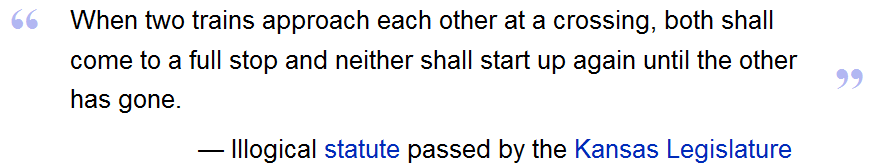 “ When two trains approach each other at a crossing, both shall
come to a full stop and neither shall start up again until the other
has gone. ”
— Illogical statute passed by the Kansas Legislature